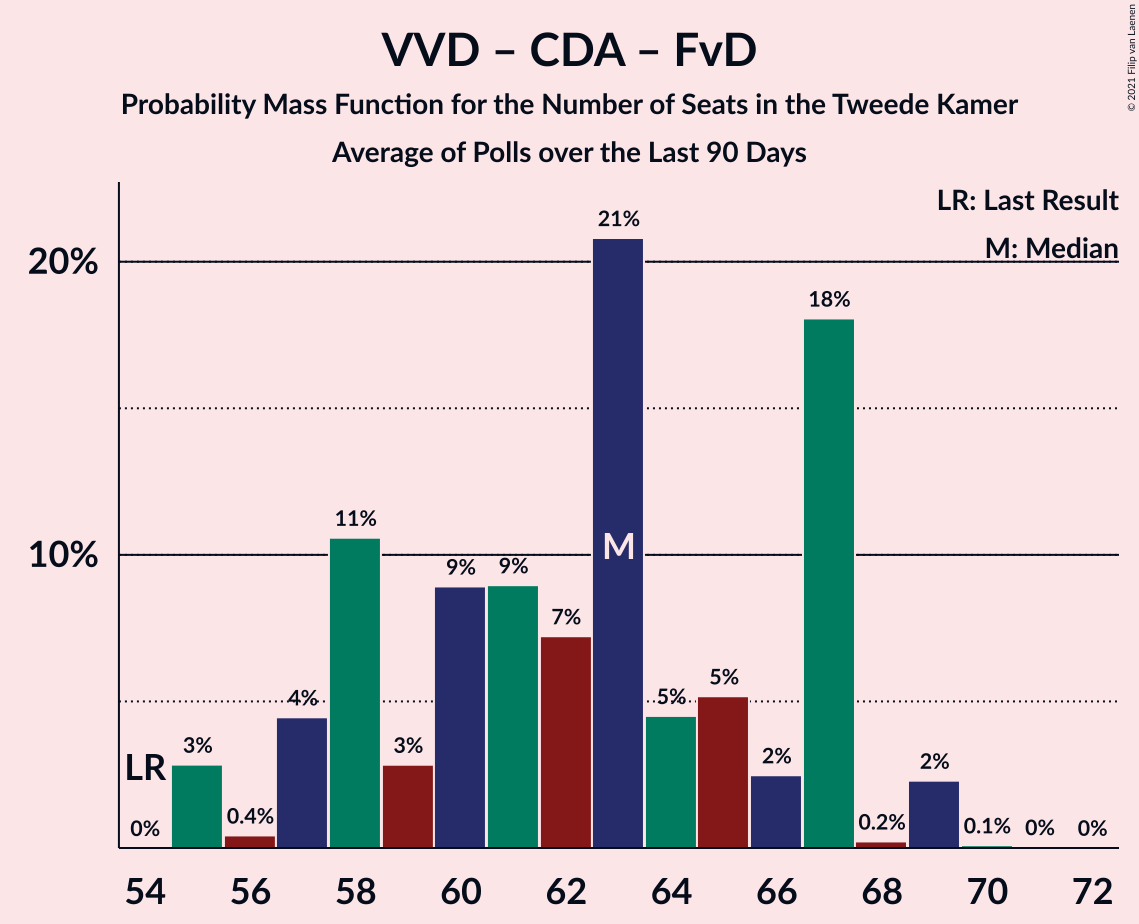 VVD – CDA – FvD
Probability Mass Function for the Number of Seats in the Tweede Kamer
Average of Polls over the Last 90 Days
© 2021 Filip van Laenen
LR: Last Result
M: Median
20%
10%
0%
3%
0.4%
4%
11%
3%
9%
9%
7%
21%
5%
5%
2%
18%
0.2%
2%
0.1%
0%
0%
LR
M
54 56 58 60 62 64 66 68 70 72